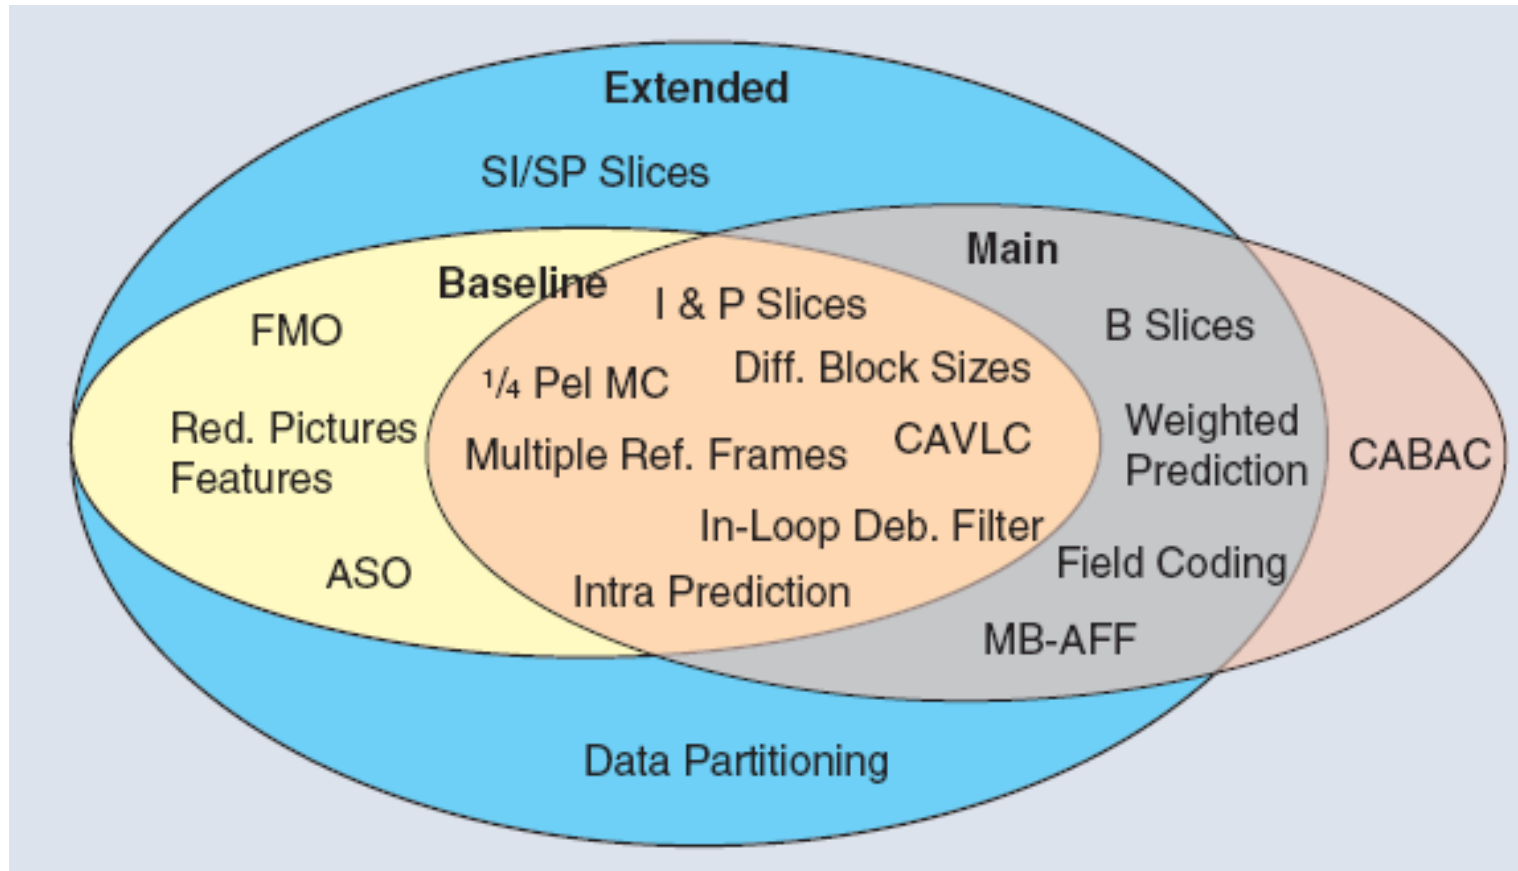 Extended
SI/SP Slices
Main
Baseline
I & P Slices
B Slices
FMO
Diff. Block Sizes
1/4 Pel MC
Weighted
Prediction
Red. Pictures
Features
CAVLC
Multiple Ref. Frames
CABAC
In-Loop Deb. Filter
Field Coding
ASO
Intra Prediction
MB-AFF
Data Partitioning